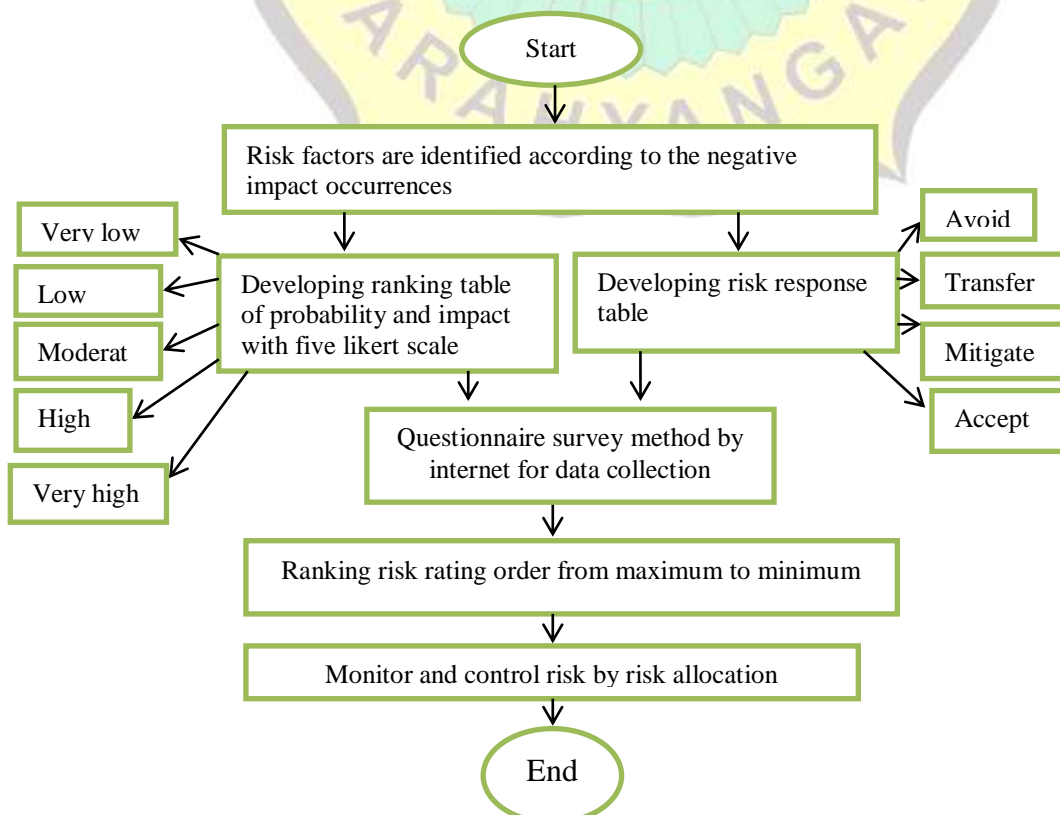 ARAHYANGA
Start
Risk factors are identified according to the negative
impact occurrences
Very low
Low
Moderat
High
Very high
Developing ranking table
of probability and impact
with five likert scale
Developing risk response
table
Avoid
Transfer
Mitigate
Accept
Questionnaire survey method by
internet for data collection
Ranking risk rating order from maximum to minimum
Monitor and control risk by risk allocation
End